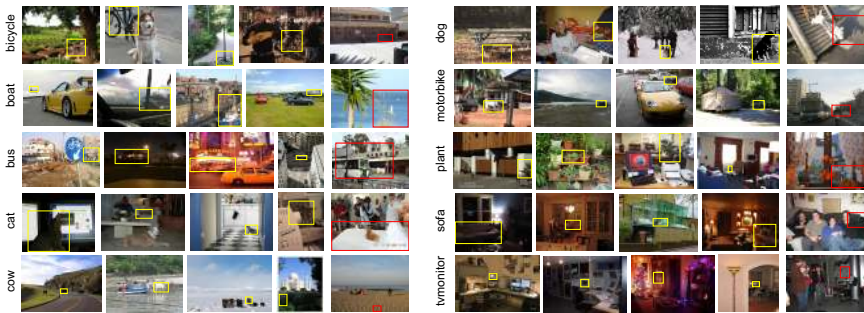 bicycle
boat
bus
cat
cow
dog
motorbike
plant
sofa
tvmonitor